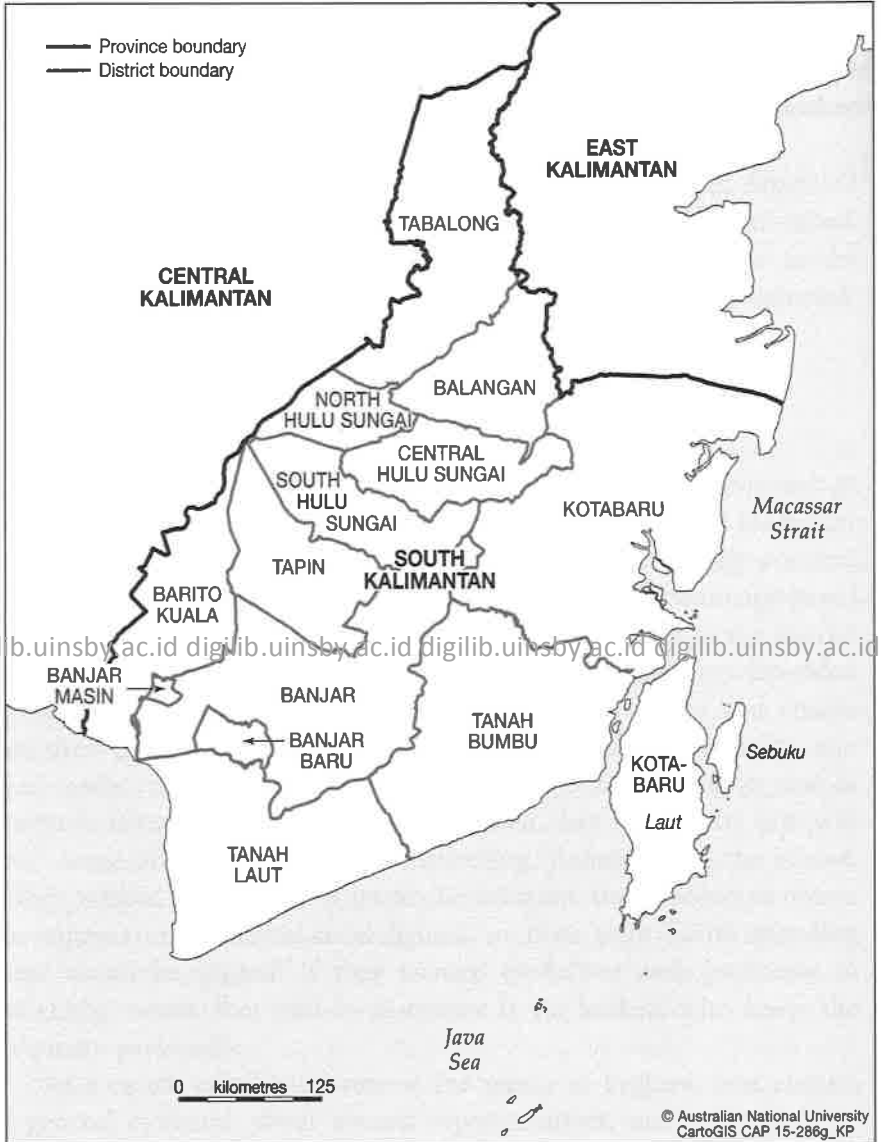 Province boundary
District boundary
EAST
KALIMANTAN
TABALONG
CENTRAL
KALIMANTAN
BALANGAN
NORTH
HULU SUNGAI
CENTRAL
HULU SUNGAI
SOUTH
HULU
SUNGAI
KOTABARU
Macassar
Strait
TAPIN
SOUTH
KALIMANTAN
BARITO
KUALA
lib.uinsby.ac.id digilib.uinsby.ac.id digilib.uinsby.ac.id digilib.uinsby
BANJAR
MASIN
BANJAR
TANAH
BUMBU
BANJAR
BARU
KOTA-
BARU
Laut
Sebuku
TANAH
LAUT
Java
Sea
0 kilometres 125
© Australian National University
CartoGIS CAP 15-286g_KP